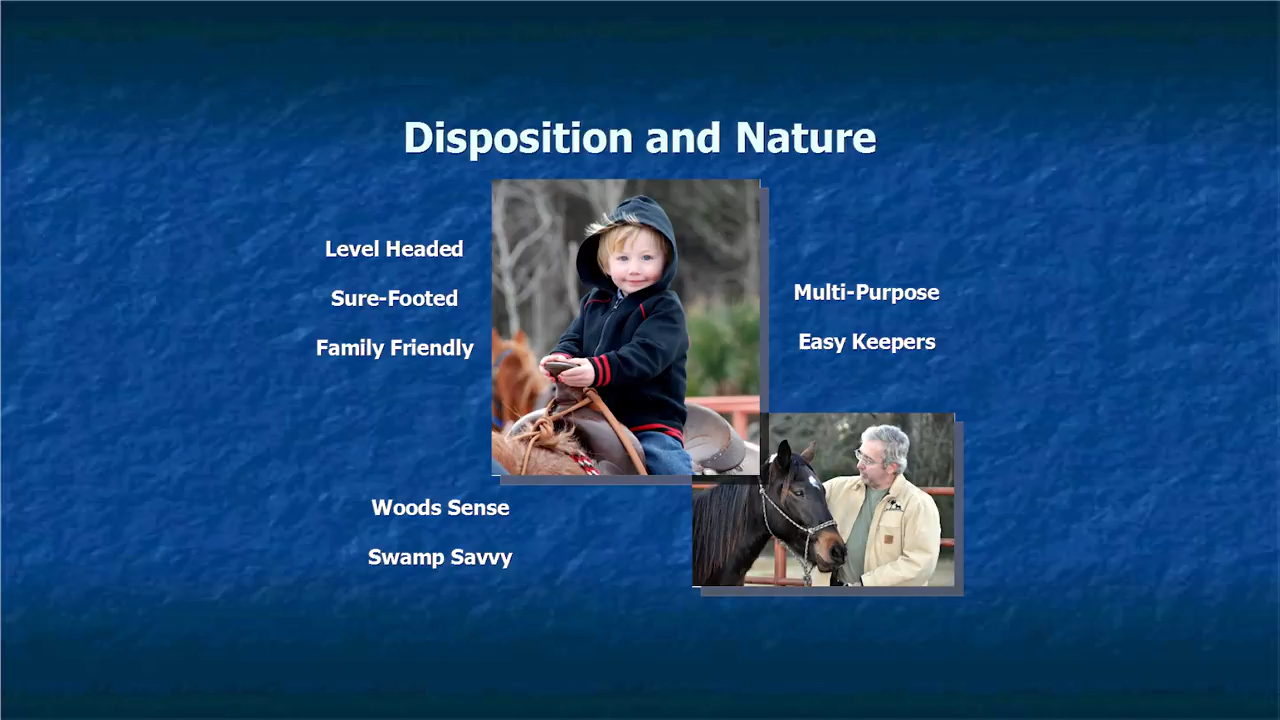 Disposition and Nature
Level Headed
Sure-Footed
Family Friendly
Multi-Purpose
Easy Keepers
Woods Sense
Swamp Savvy